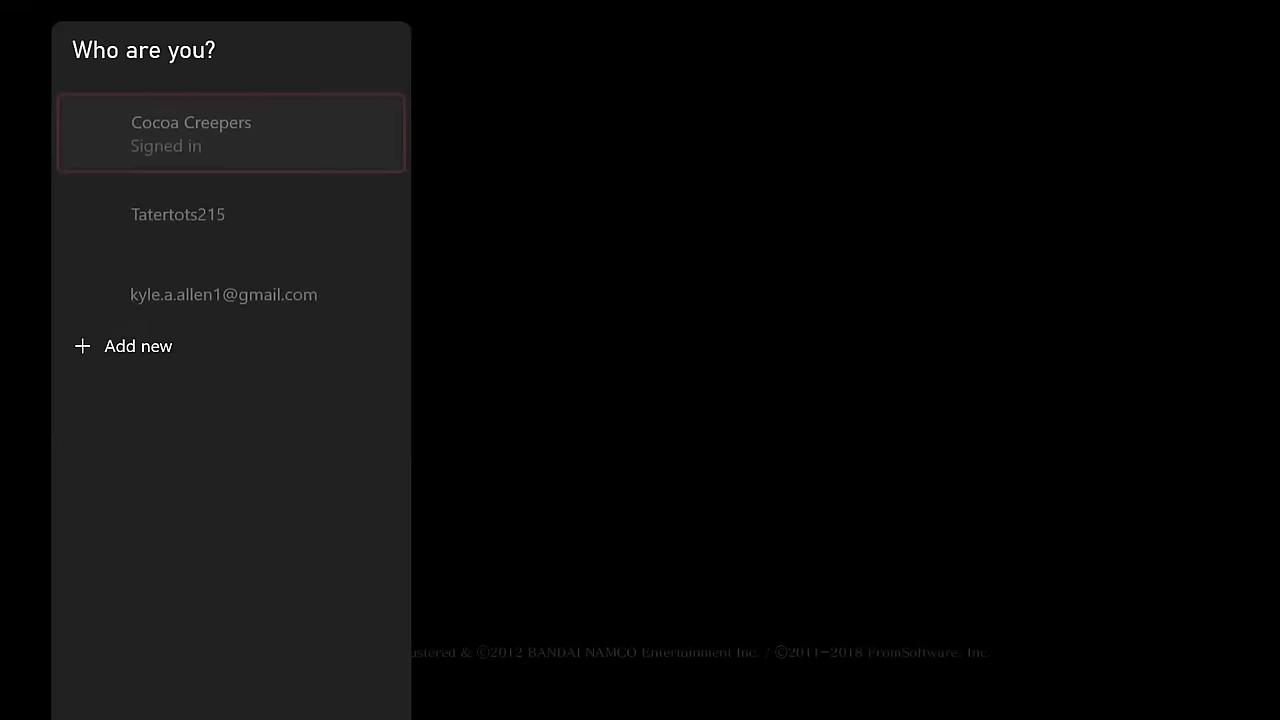 Who are you?
Cocoa Creepers
Signed in
Tatertots215
kyle.a.allen1@gmail.com
+ Add new
& ©2012 BANDAI NAMCO Entertainment Inc. / ©2011-2018 FromSoftware, Inc.